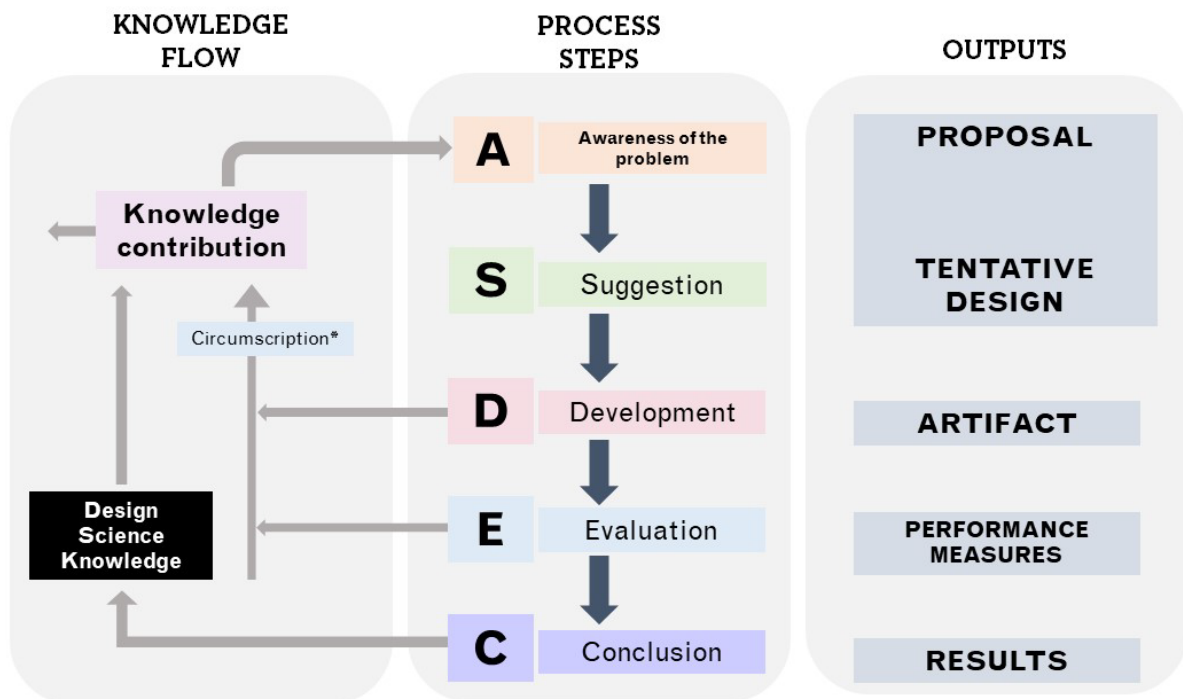 KNOWLEDGE
FLOW
PROCESS
STEPS
OUTPUTS
Knowledge
contribution
Circumscription*
Design
Science
Knowledge
A
Awareness of the
problem
S
Suggestion
D
Development
E
Evaluation
C
Conclusion
PROPOSAL
TENTATIVE
DESIGN
ARTIFACT
PERFORMANCE
MEASURES
RESULTS